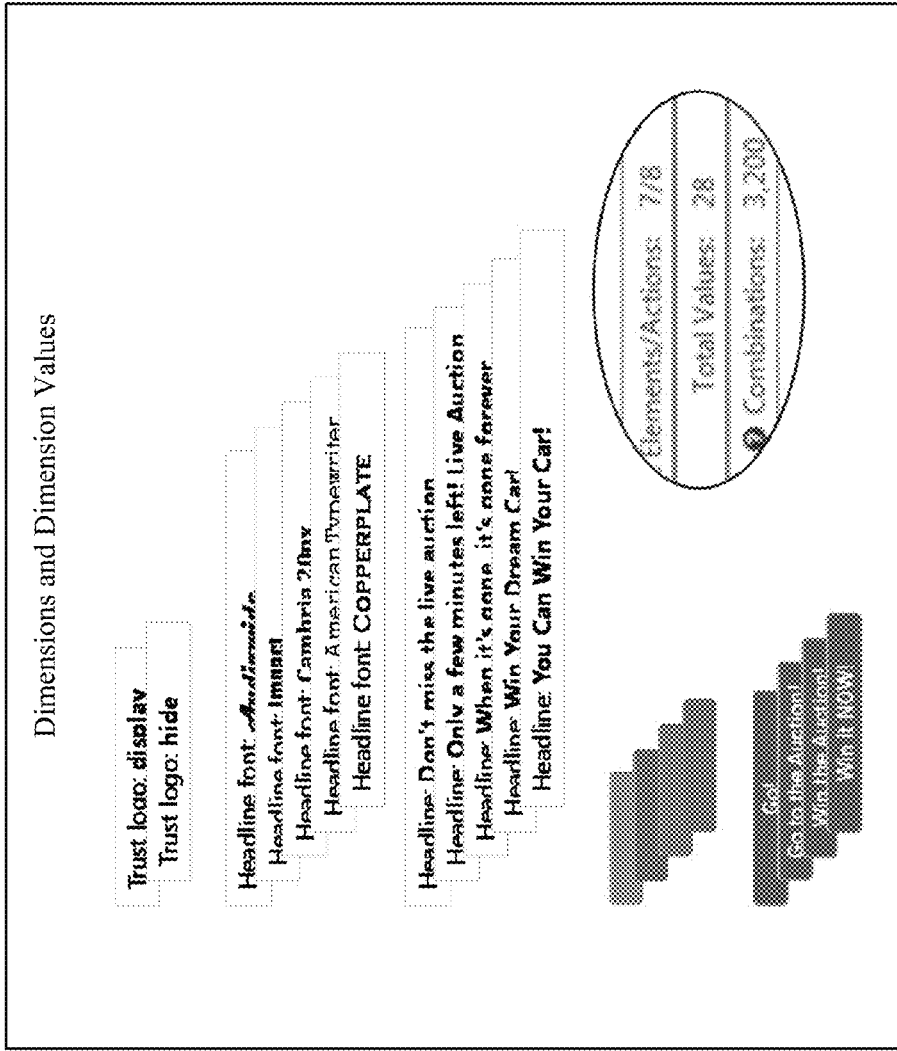 Dimensions and Dimension Values
Trust logo: display
Trust logo: hide
Headline font:
Headline font: Impact
Headline font: Cambria
Headline font: American Typewriter
Headline font: COPPERPLATE
Headline: Don't miss the live auction
Headline: Only a few minutes left! Live Auction
Headline: When it's gone, it's gone forever
Headline: Win Your Dream Car!
Headline: You Can Win Your Car!
Go to the Auction!
Win the Auction!
Win it NOW!
Elements/Actions: 7/8
Total Values: 28
Combinations: 3,200